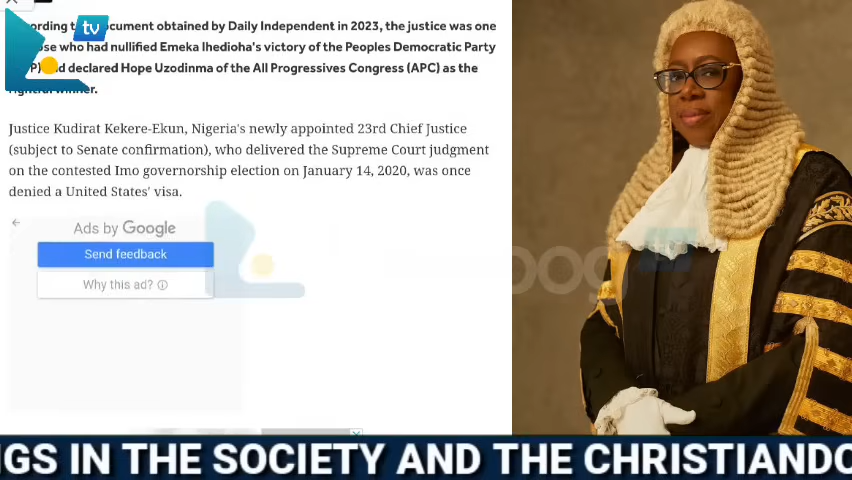 tv
document obtained by Daily Independent in 2023, the justice was one
who had nullified Emeka Ihedioha's victory of the Peoples Democratic Party
declared Hope Uzodinma of the All Progressives Congress (APC) as the
winner.
Justice Kudirat Kekere-Ekun, Nigeria's newly appointed 23rd Chief Justice
(subject to Senate confirmation), who delivered the Supreme Court judgment
on the contested Imo governorship election on January 14, 2020, was once
denied a United States' visa.
Ads by Google
Send feedback
Why this ad?
NGS IN THE SOCIETY AND THE CHRISTIANDO